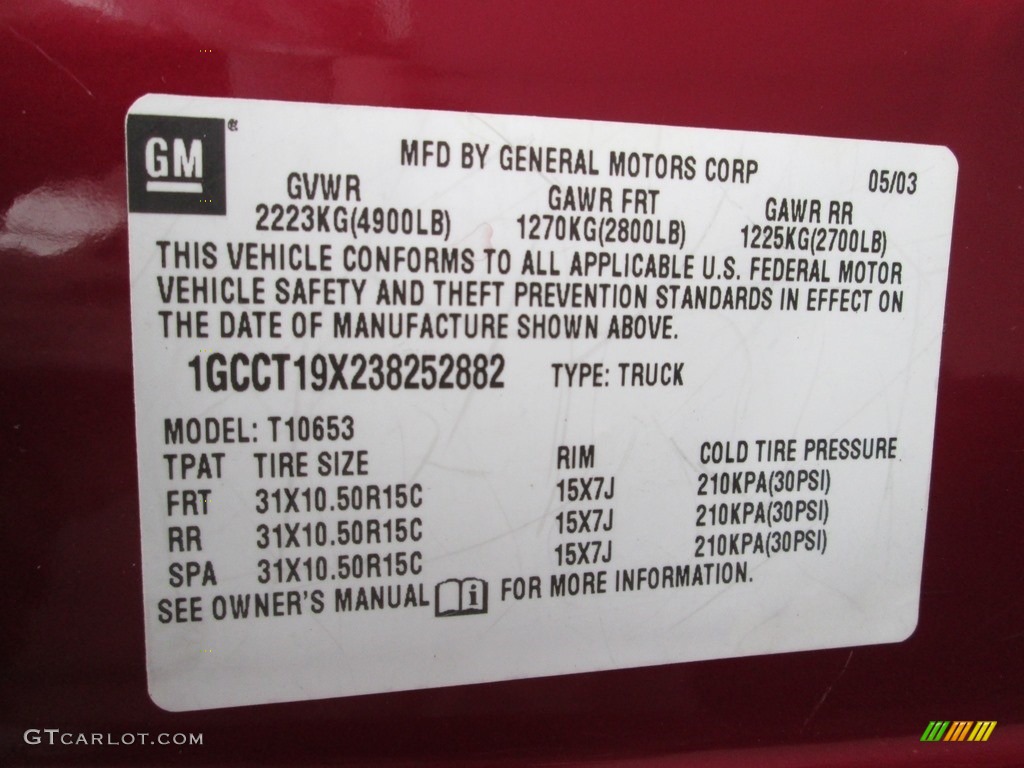 GM
MFD BY GENERAL MOTORS CORP 05/03
GVWR GAWR FRT GAWR RR
2223KG(4900LB) 1270KG(2800LB) 1225KG(2700LB)
THIS VEHICLE CONFORMS TO ALL APPLICABLE U.S. FEDERAL MOTOR
VEHICLE SAFETY AND THEFT PREVENTION STANDARDS IN EFFECT ON
THE DATE OF MANUFACTURE SHOWN ABOVE.
1GCCT19X238252882 TYPE: TRUCK
MODEL: T10653
TPAT TIRE SIZE RIM COLD TIRE PRESSURE
FRT 31X10.50R15C 15X7J 210KPA(30PSI)
RR 31X10.50R15C 15X7J 210KPA(30PSI)
SPA 31X10.50R15C 15X7J 210KPA(30PSI)
SEE OWNER'S MANUAL i FOR MORE INFORMATION.
GTCARLOT.COM